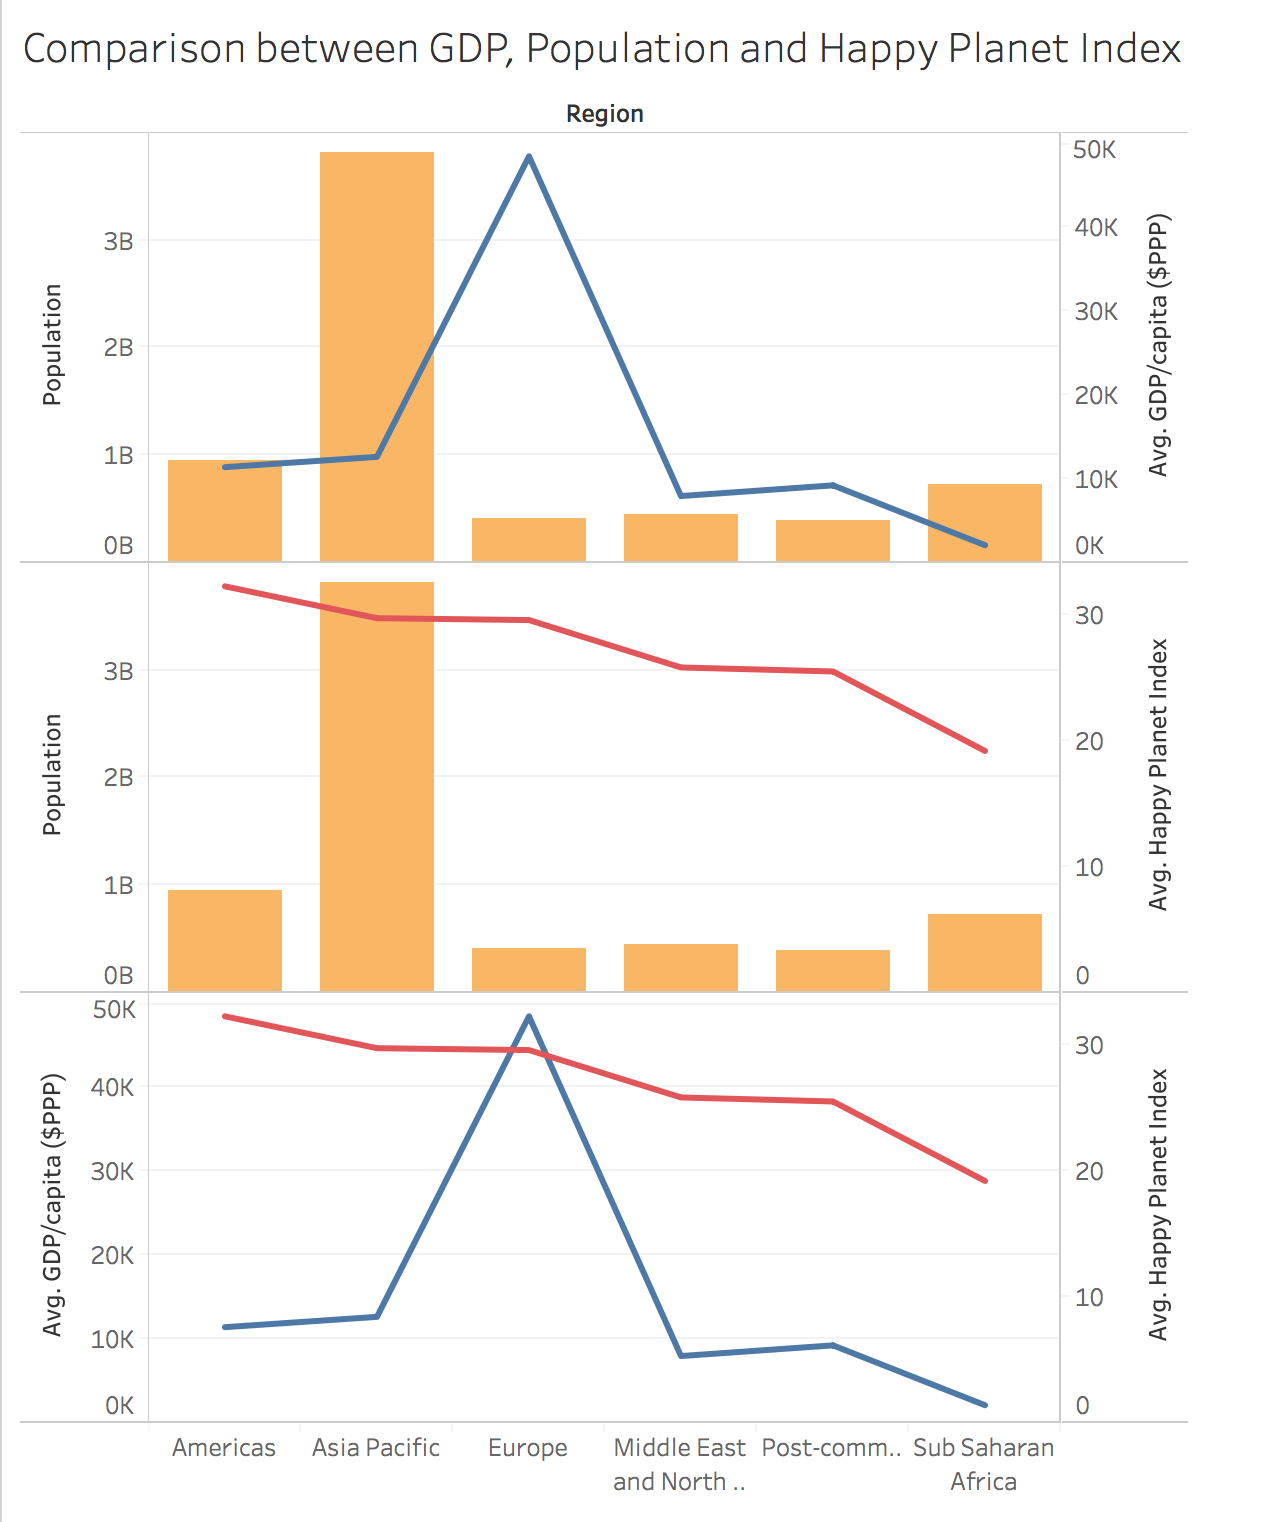 Comparison between GDP, Population and Happy Planet Index
Region
Population
3B
2B
1B
0B
50K
40K
30K
20K
10K
0K
Avg. GDP/capita ($PPP)
Population
3B
2B
1B
0B
30
20
10
0
Avg. Happy Planet Index
Avg. GDP/capita ($PPP)
50K
40K
30K
20K
10K
0K
30
20
10
0
Avg. Happy Planet Index
Americas
Asia Pacific
Europe
Middle East
and North ..
Post-comm..
Sub Saharan
Africa